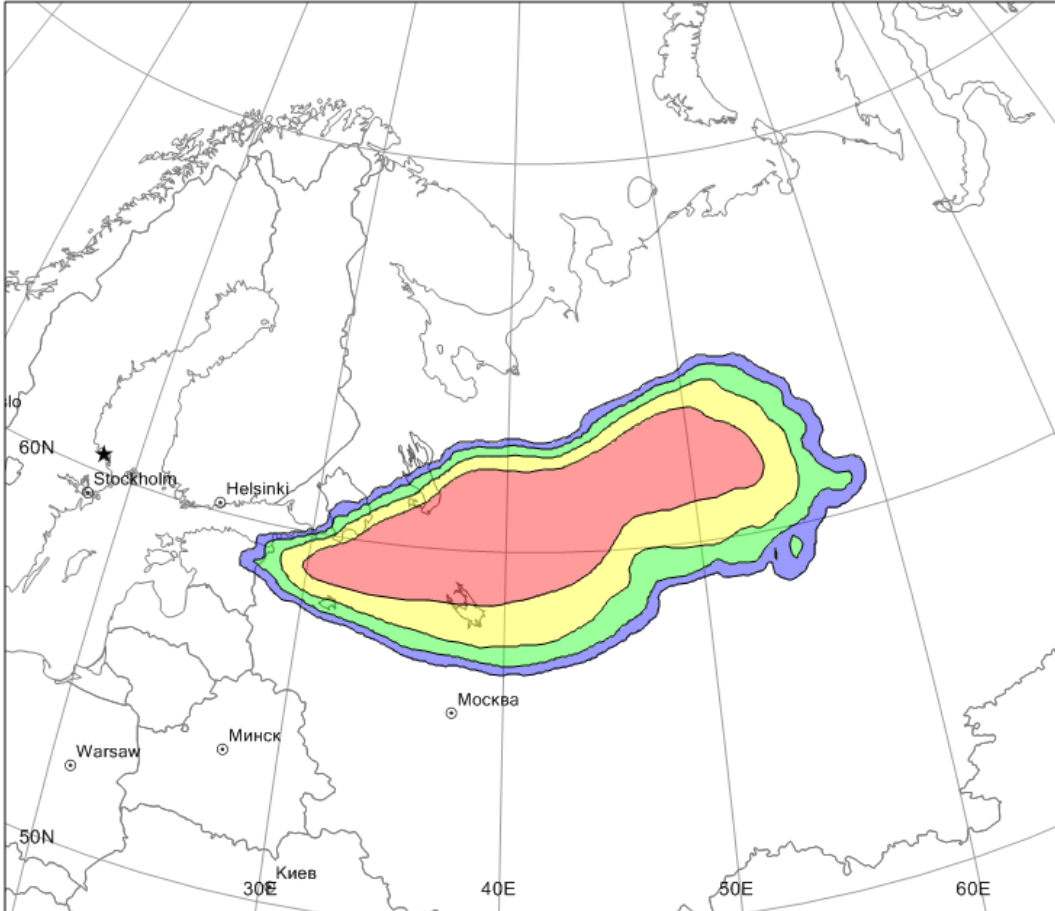 slo
60N
Stockholm
Helsinki
Москва
Минск
Warsaw
50N
Киев
30E
40E
50E
60E